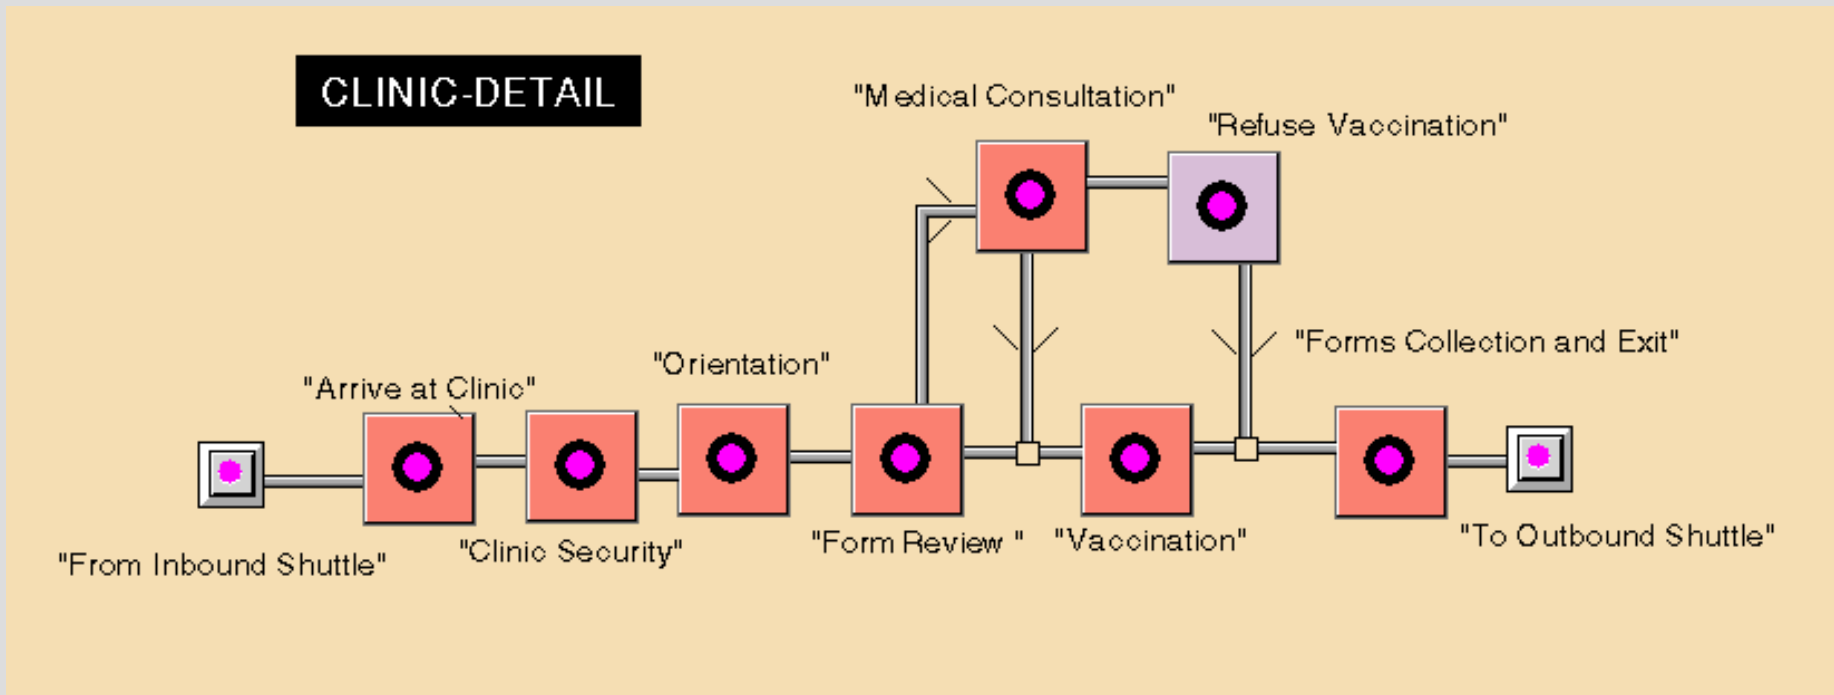 CLINIC-DETAIL
"Medical Consultation"
"Refuse Vaccination"
"Forms Collection and Exit"
"Orientation"
"Arrive at Clinic"
"From Inbound Shuttle"
"Clinic Security"
"Form Review "
"Vaccination"
"To Outbound Shuttle"